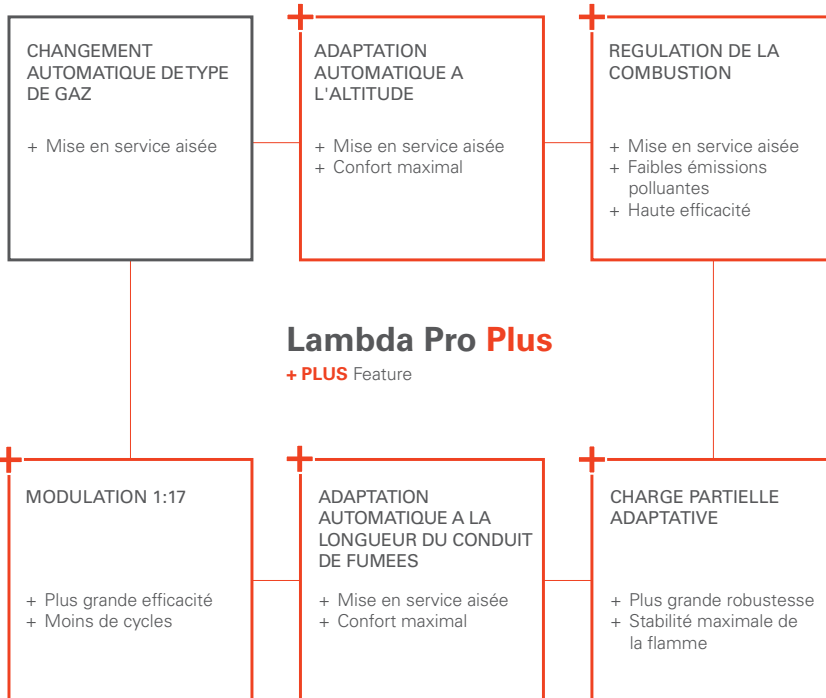 CHANGEMENT
AUTOMATIQUE DE TYPE
DE GAZ
+ Mise en service aisée
ADAPTATION
AUTOMATIQUE A
L'ALTITUDE
+ Mise en service aisée
+ Confort maximal
REGULATION DE LA
COMBUSTION
+ Mise en service aisée
+ Faibles émissions
polluantes
+ Haute efficacité
Lambda Pro Plus
+ PLUS Feature
MODULATION 1:17
+ Plus grande efficacité
+ Moins de cycles
ADAPTATION
AUTOMATIQUE A LA
LONGUEUR DU CONDUIT
DE FUMEES
+ Mise en service aisée
+ Confort maximal
CHARGE PARTIELLE
ADAPTATIVE
+ Plus grande robustesse
+ Stabilité maximale de
la flamme